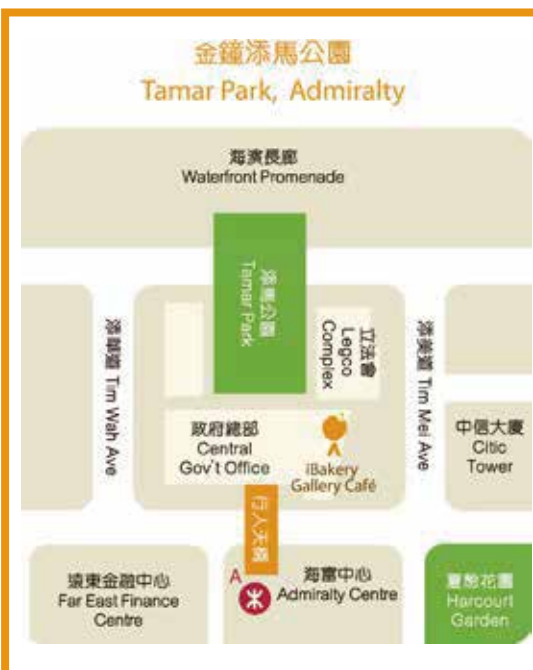 金鐘添馬公園
Tamar Park, Admiralty
海濱長廊
Waterfront Promenade
添馬公園
Tamar Park
立法會
Legco
Complex
添華道 Tim Wah Ave
添美道 Tim Mei Ave
政府總部
Central
Gov't Office
iBakery
Gallery Café
中信大廈
Citic
Tower
行人天橋
A
遠東金融中心
Far East Finance
Centre
海富中心
Admiralty Centre
夏慤花園
Harcourt
Garden